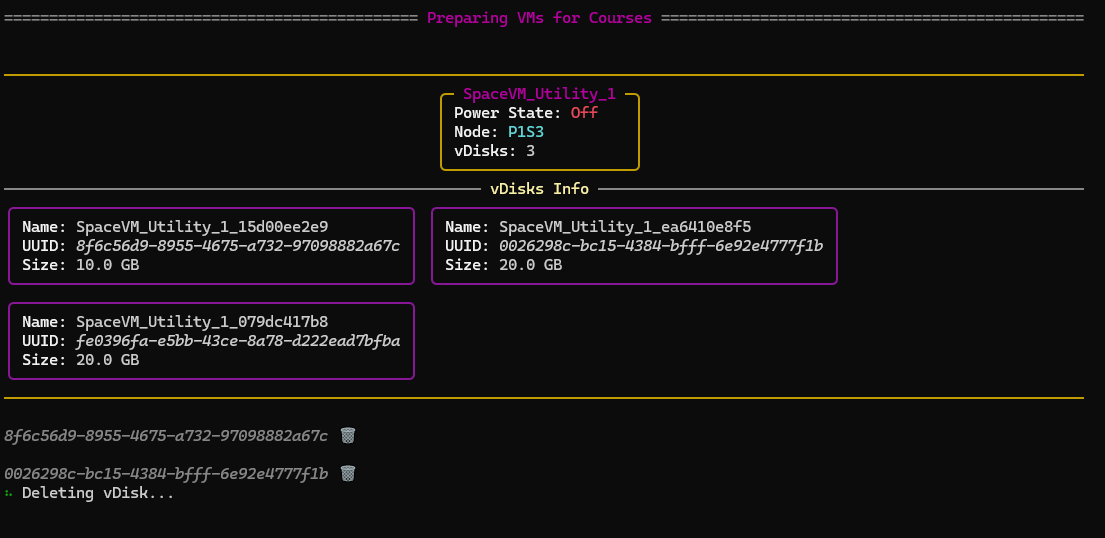 Preparing VMs for Courses
SpaceVM_Utility_1
Power State: Off
Node: P1S3
vDisks: 3
vDisks Info
Name: SpaceVM_Utility_1_15d00ee2e9
UUID: 8f6c56d9-8955-4675-a732-97098882a67c
Size: 10.0 GB
Name: SpaceVM_Utility_1_ea6410e8f5
UUID: 0026298c-bc15-4384-bfff-6e92e4777f1b
Size: 20.0 GB
Name: SpaceVM_Utility_1_079dc417b8
UUID: fe0396fa-e5bb-43ce-8a78-d222ead7bfba
Size: 20.0 GB
8f6c56d9-8955-4675-a732-97098882a67c
0026298c-bc15-4384-bfff-6e92e4777f1b
Deleting vDisk...